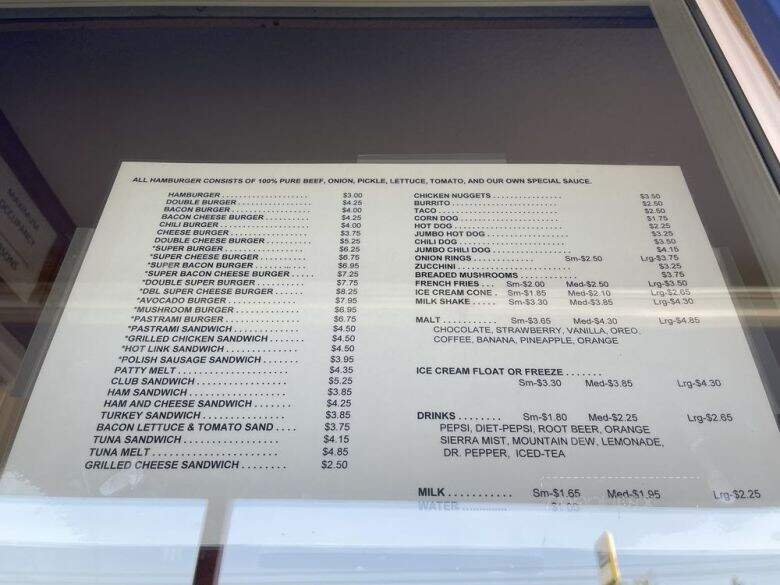 ALL HAMBURGER CONSISTS OF 100% PURE BEEF, ONION, PICKLE, LETTUCE, TOMATO, AND OUR OWN SPECIAL SAUCE.
HAMBURGER . . . . . . . . . . . . . . . . . . . . $3.00
DOUBLE BURGER . . . . . . . . . . . . . . . . . $4.25
BACON BURGER . . . . . . . . . . . . . . . . . . $4.00
BACON CHEESE BURGER . . . . . . . . . . $4.25
CHILI BURGER . . . . . . . . . . . . . . . . . . . $4.00
CHEESE BURGER . . . . . . . . . . . . . . . . . $3.75
DOUBLE CHEESE BURGER . . . . . . . . . $5.25
*SUPER BURGER . . . . . . . . . . . . . . . . . $6.25
*SUPER CHEESE BURGER . . . . . . . . . . $6.75
*SUPER BACON BURGER . . . . . . . . . . . $6.95
*SUPER BACON CHEESE BURGER . . . . . $7.25
*DOUBLE SUPER BURGER . . . . . . . . . . $7.75
*DBL SUPER CHEESE BURGER . . . . . . $8.25
*AVOCADO BURGER . . . . . . . . . . . . . . $7.95
*MUSHROOM BURGER . . . . . . . . . . . . . $6.95
*PASTRAMI BURGER . . . . . . . . . . . . . . $6.75
*PASTRAMI SANDWICH . . . . . . . . . . . . $4.50
*GRILLED CHICKEN SANDWICH . . . . . . $4.50
*HOT LINK SANDWICH . . . . . . . . . . . . . $4.50
*POLISH SAUSAGE SANDWICH . . . . . . . $3.95
PATTY MELT . . . . . . . . . . . . . . . . . . . . $4.35
CLUB SANDWICH . . . . . . . . . . . . . . . . $5.25
HAM SANDWICH . . . . . . . . . . . . . . . . . $3.85
HAM AND CHEESE SANDWICH . . . . . . . $4.25
TURKEY SANDWICH . . . . . . . . . . . . . . . $3.85
BACON LETTUCE & TOMATO SAND . . . . $3.75
TUNA SANDWICH . . . . . . . . . . . . . . . . . $4.15
TUNA MELT . . . . . . . . . . . . . . . . . . . . . $4.85
GRILLED CHEESE SANDWICH . . . . . . . . $2.50
CHICKEN NUGGETS . . . . . . . . . . . . . . . . $3.50
BURRITO . . . . . . . . . . . . . . . . . . . . . . . $2.50
TACO . . . . . . . . . . . . . . . . . . . . . . . . . $2.50
CORN DOG . . . . . . . . . . . . . . . . . . . . . $1.75
HOT DOG . . . . . . . . . . . . . . . . . . . . . . $2.25
JUMBO HOT DOG . . . . . . . . . . . . . . . . . $3.25
CHILI DOG . . . . . . . . . . . . . . . . . . . . . . $3.50
JUMBO CHILI DOG . . . . . . . . . . . . . . . . $4.15
ONION RINGS . . . . . . . . . . . . . . Sm-$2.50 Lrg-$3.75
ZUCCHINI . . . . . . . . . . . . . . . . . . . . . . $3.25
BREADED MUSHROOMS . . . . . . . . . . . . $3.75
FRENCH FRIES . . . Sm-$2.00 Med-$2.50 Lrg-$3.50
ICE CREAM CONE . Sm-$1.85 Med-$2.10 Lrg-$2.65
MILK SHAKE . . . . . Sm-$3.30 Med-$3.85 Lrg-$4.30
MALT . . . . . . . . . . . Sm-$3.65 Med-$4.30 Lrg-$4.85
CHOCOLATE, STRAWBERRY, VANILLA, OREO,
COFFEE, BANANA, PINEAPPLE, ORANGE
ICE CREAM FLOAT OR FREEZE . . . . . . .
Sm-$3.30 Med-$3.85 Lrg-$4.30
DRINKS . . . . . . . . Sm-$1.80 Med-$2.25 Lrg-$2.65
PEPSI, DIET-PEPSI, ROOT BEER, ORANGE
SIERRA MIST, MOUNTAIN DEW, LEMONADE,
DR. PEPPER, ICED-TEA
MILK . . . . . . . . . . . Sm-$1.65 Med-$1.95 Lrg-$2.25
WATER . . . . . . . . . . . .
MAXIMUM
OCCUPANCY